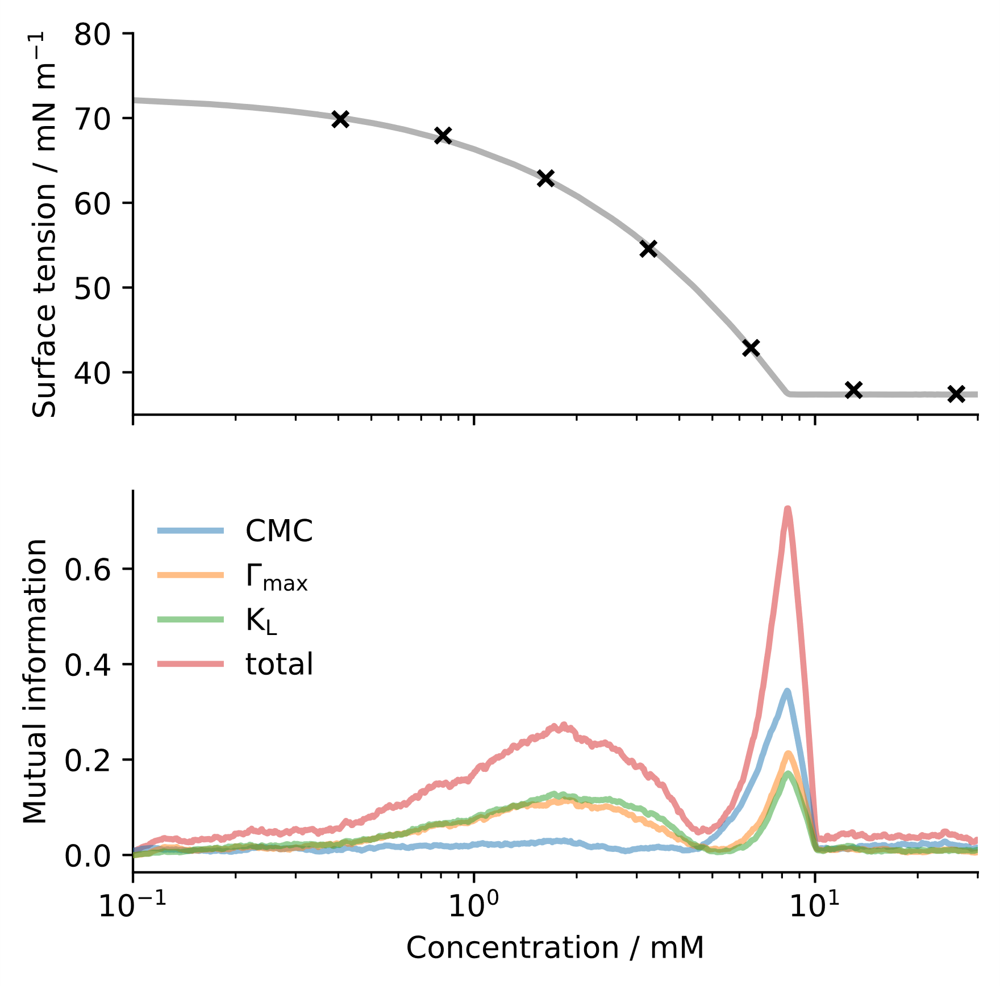 80
70
60
50
40
Surface tension / mN m⁻¹
CMC
Γmax
KL
total
0.6
0.4
0.2
0.0
Mutual information
10⁻¹ 10⁰ 10¹
Concentration / mM